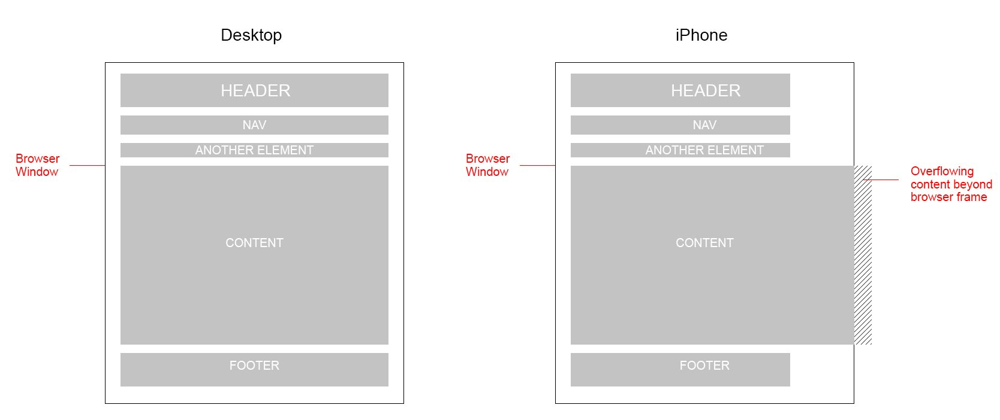 Desktop
HEADER
NAV
ANOTHER ELEMENT
Browser
Window
CONTENT
FOOTER
iPhone
HEADER
NAV
ANOTHER ELEMENT
Browser
Window
Overflowing
content beyond
browser frame
CONTENT
FOOTER